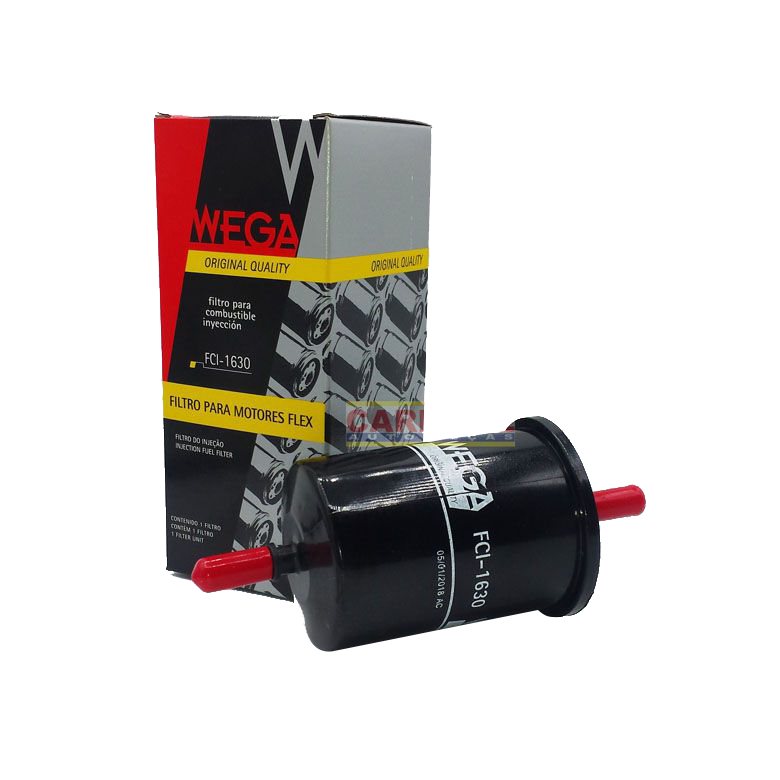 WEGA
ORIGINAL QUALITY
ORIGINAL QUALITY
filtro para
combustible
inyección
FCI-1630
FILTRO PARA MOTORES FLEX
FILTRO DO INJEÇÃO
INJECTION FUEL FILTER
CONTENIDO 1 FILTRO
CONTÉM 1 FILTRO
1 FILTER UNIT
WEGA
FCI-1630
05/01/2018 AC